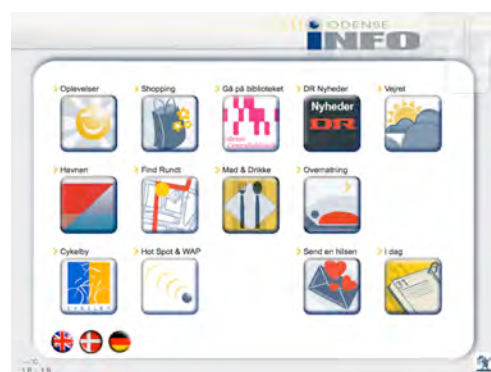 ODENSE
INFO
Oplevelser
Shopping
Gå på biblioteket
DR Nyheder
Vejret
Nyheder
DR
Havnen
Find Rundt
Mad & Drikke
Overnatning
Cykelby
Hot Spot & WAP
Send en hilsen
I dag